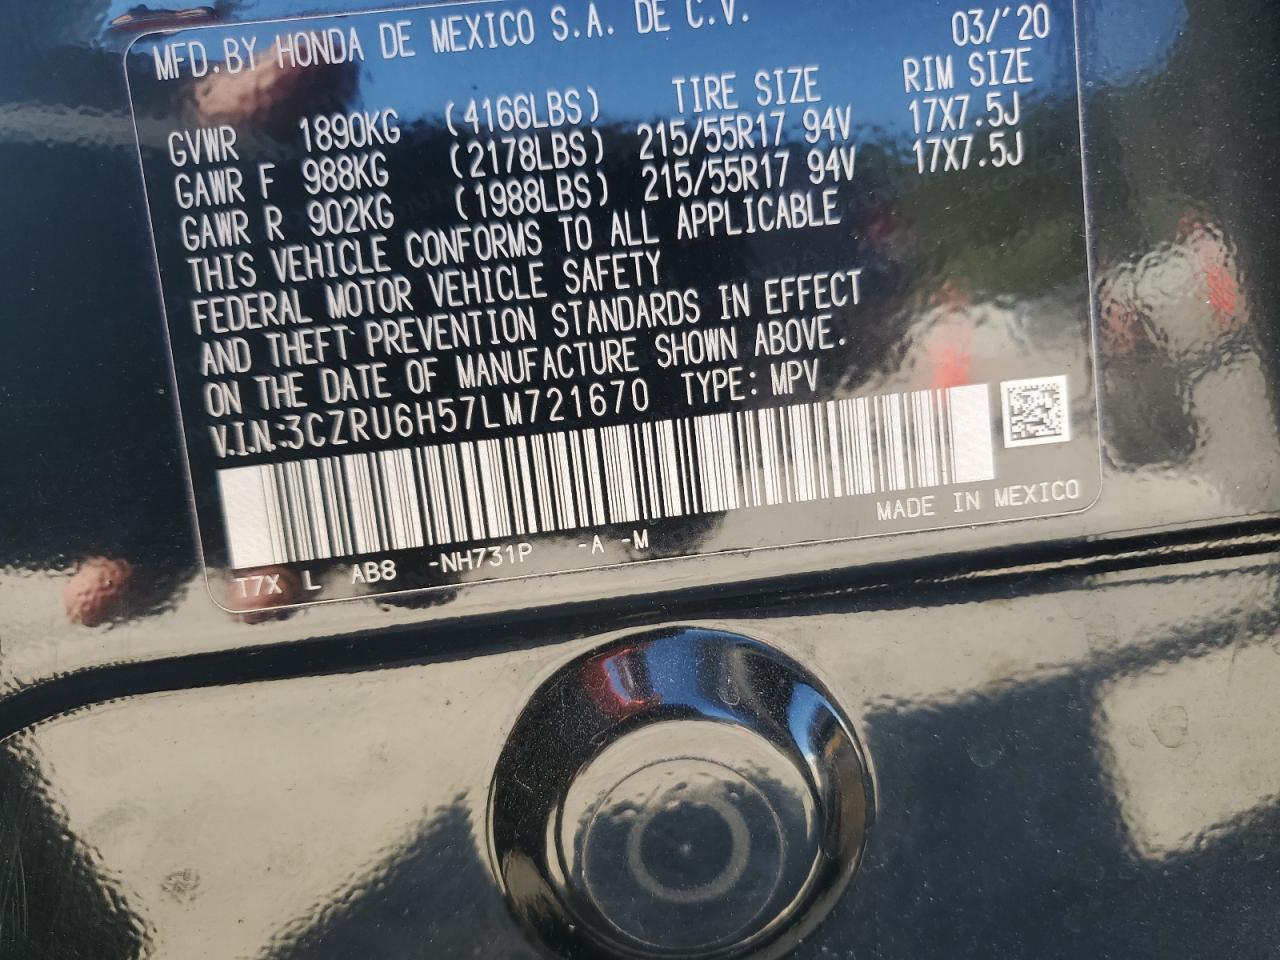 MFD.BY HONDA DE MEXICO S.A. DE C.V. 03/'20
TIRE SIZE RIM SIZE
GVWR 1890KG (4166LBS)
GAWR F 988KG (2178LBS) 215/55R17 94V 17X7.5J
GAWR R 902KG (1988LBS) 215/55R17 94V 17X7.5J
THIS VEHICLE CONFORMS TO ALL APPLICABLE
FEDERAL MOTOR VEHICLE SAFETY
AND THEFT PREVENTION STANDARDS IN EFFECT
ON THE DATE OF MANUFACTURE SHOWN ABOVE.
V.I.N.:3CZRU6H57LM721670 TYPE: MPV
MADE IN MEXICO
T7X L AB8 -NH731P -A -M